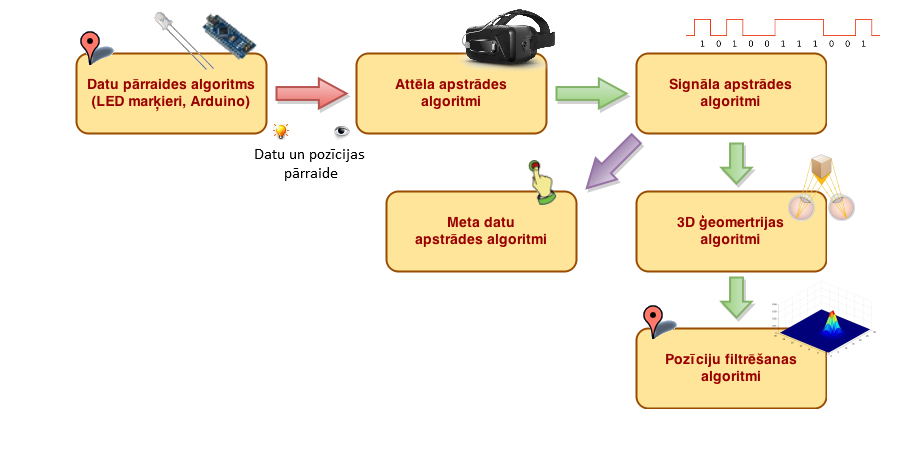 1 0 1 0 0 1 1 1 0 0 1
Datu pārraides algoritms
(LED marķieri, Arduino)
Attēla apstrādes
algoritmi
Signāla apstrādes
algoritmi
Datu un pozīcijas
pārraide
Meta datu
apstrādes algoritmi
3D ģeomertrijas
algoritmi
Pozīciju filtrēšanas
algoritmi